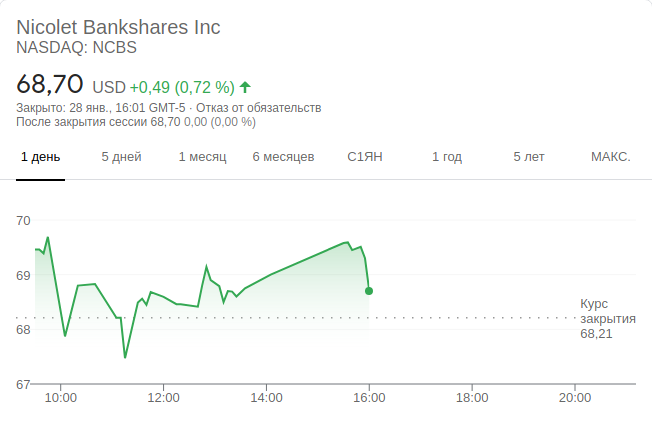 Nicolet Bankshares Inc
NASDAQ: NCBS
68,70 USD +0,49 (0,72 %)
Закрыто: 28 янв., 16:01 GMT-5 · Отказ от обязательств
После закрытия сессии 68,70 0,00 (0,00 %)
1 день 5 дней 1 месяц 6 месяцев С1ЯН 1 год 5 лет МАКС.
70
69
68
67
Курс
закрытия
68,21
10:00 12:00 14:00 16:00 18:00 20:00